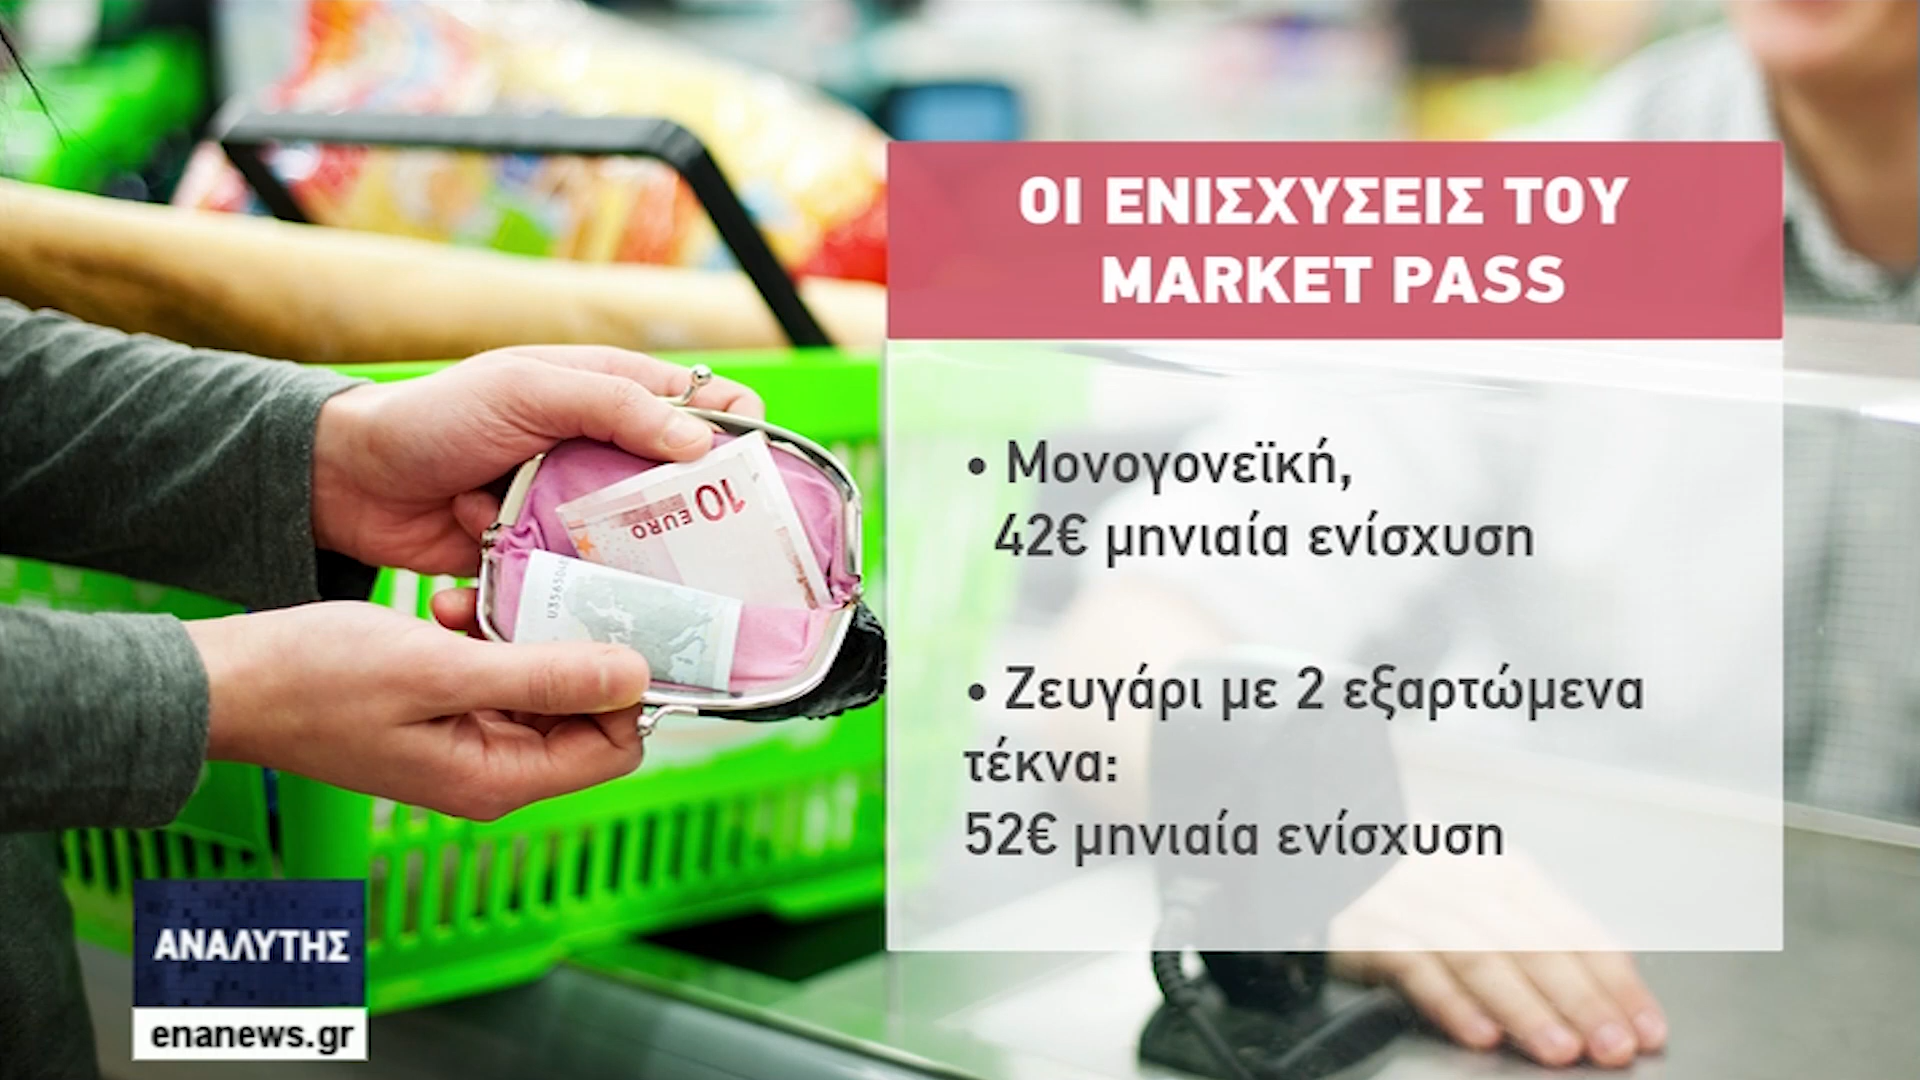 ΟΙ ΕΝΙΣΧΥΣΕΙΣ ΤΟΥ
MARKET PASS
• Μονογονεϊκή,
42€ μηνιαία ενίσχυση
• Ζευγάρι με 2 εξαρτώμενα
τέκνα:
52€ μηνιαία ενίσχυση
10
EURO
ΑΝΑΛΥΤΗΣ
enanews.gr